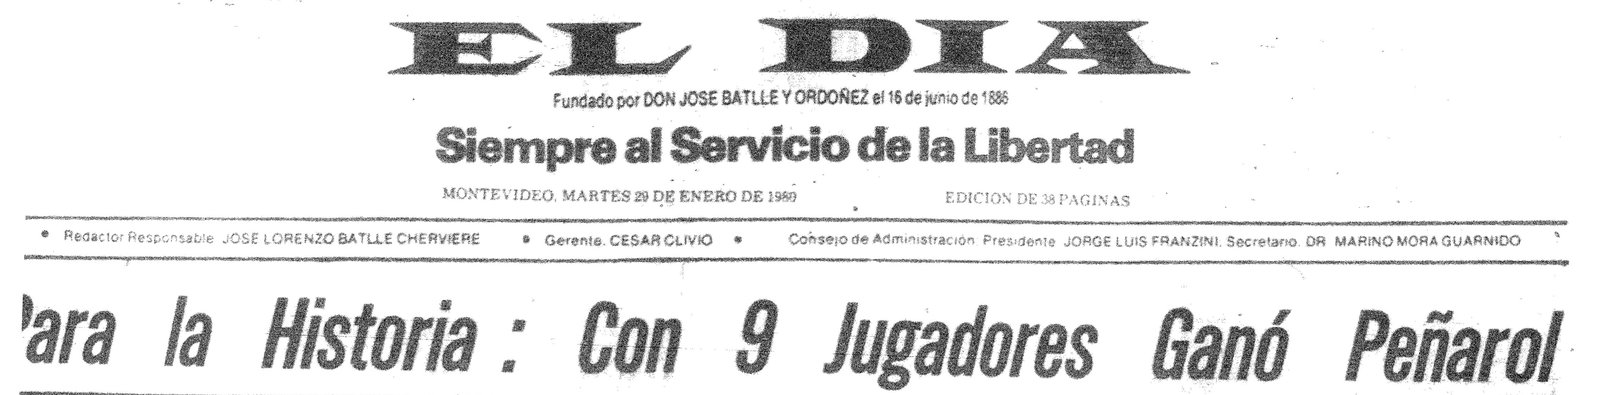 EL DIA
Fundado por DON JOSE BATLLE Y ORDOÑEZ el 16 de junio de 1886
Siempre al Servicio de la Libertad
MONTEVIDEO, MARTES 29 DE ENERO DE 1980 EDICION DE 38 PAGINAS
• Redactor Responsable JOSE LORENZO BATLLE CHERVIERE • Gerente. CESAR CLIVIO • Consejo de Administración. Presidente JORGE LUIS FRANZINI, Secretario. DR MARINO MORA GUARNIDO
Para la Historia: Con 9 Jugadores Ganó Peñarol